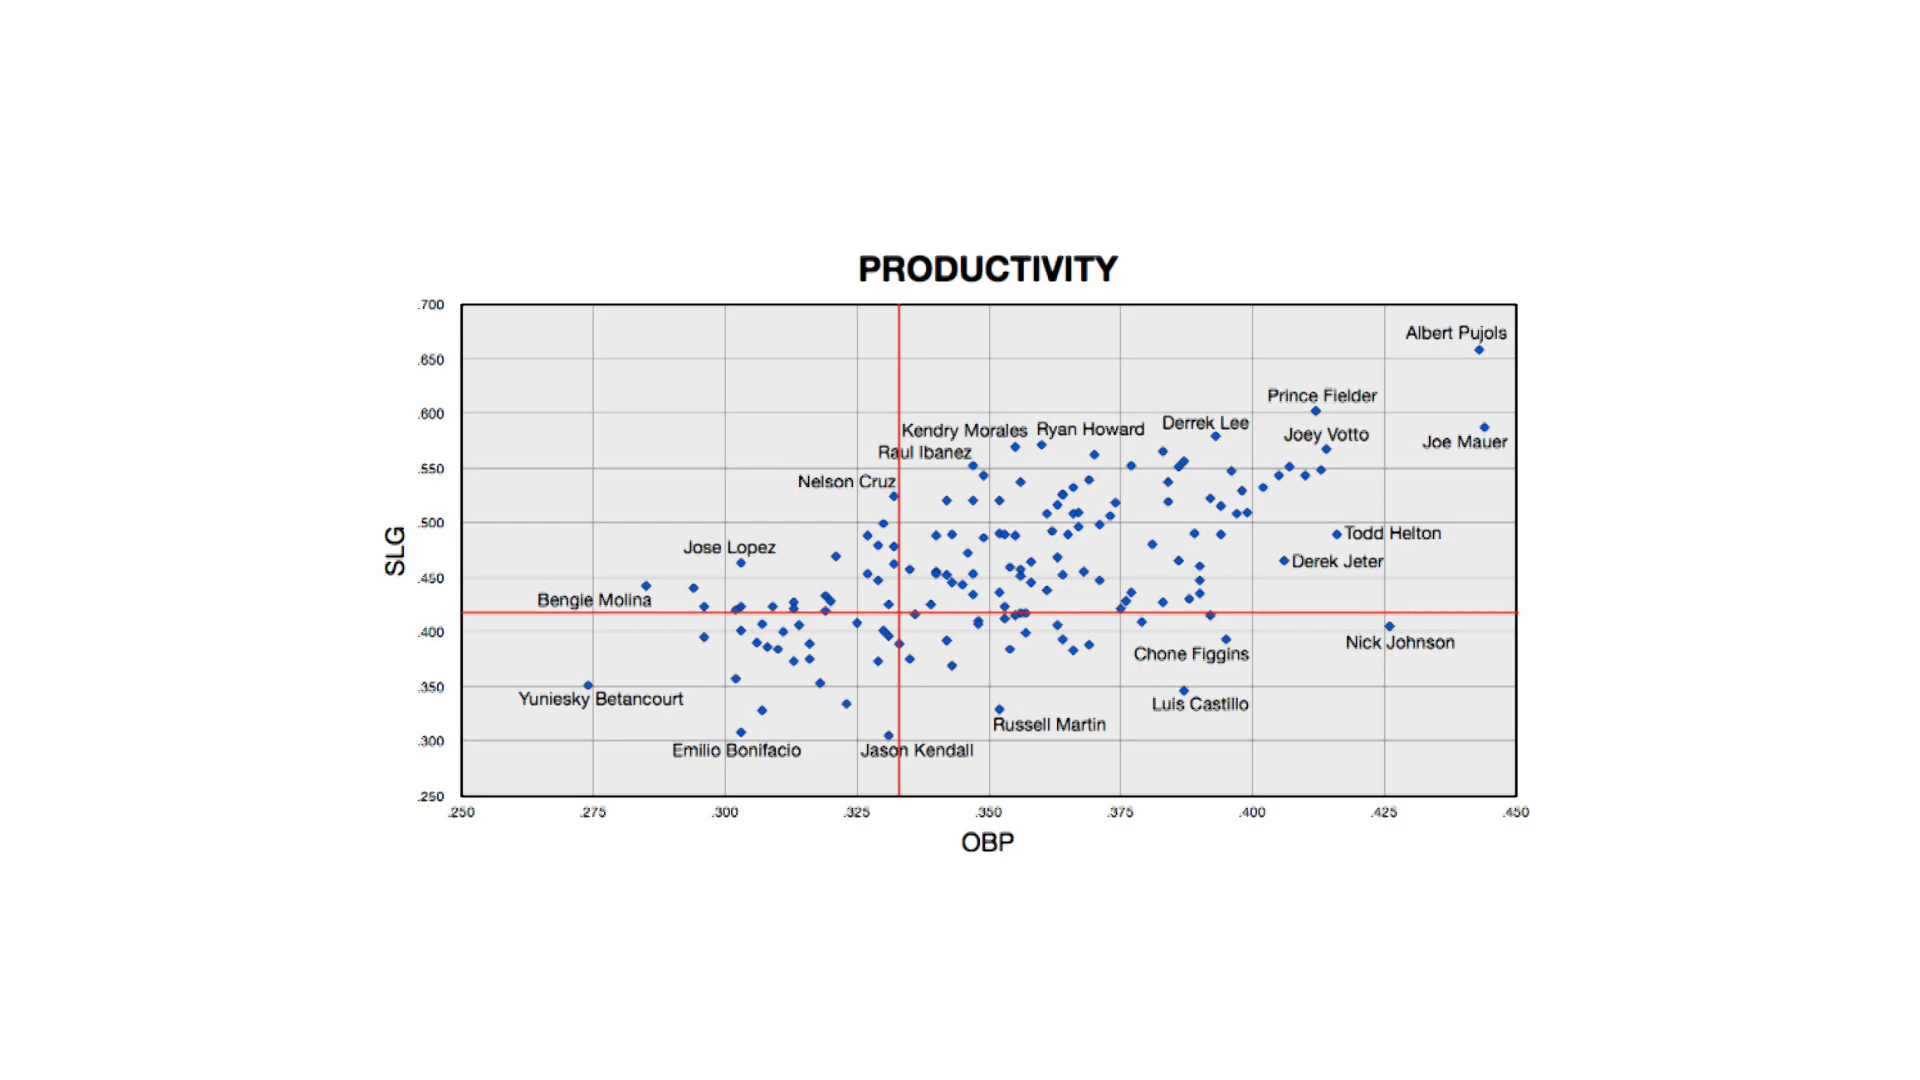 PRODUCTIVITY
.700
Albert Pujols
.650
Prince Fielder
.600
Derrek Lee
Kendry Morales
Ryan Howard
Joey Votto
Joe Mauer
Raul Ibanez
.550
Nelson Cruz
.500
Todd Helton
Jose Lopez
SLG
Derek Jeter
.450
Bengie Molina
.400
Nick Johnson
Chone Figgins
.350
Yuniesky Betancourt
Luis Castillo
Russell Martin
.300
Emilio Bonifacio
Jason Kendall
.250
.250 .275 .300 .325 .350 .375 .400 .425 .450
OBP